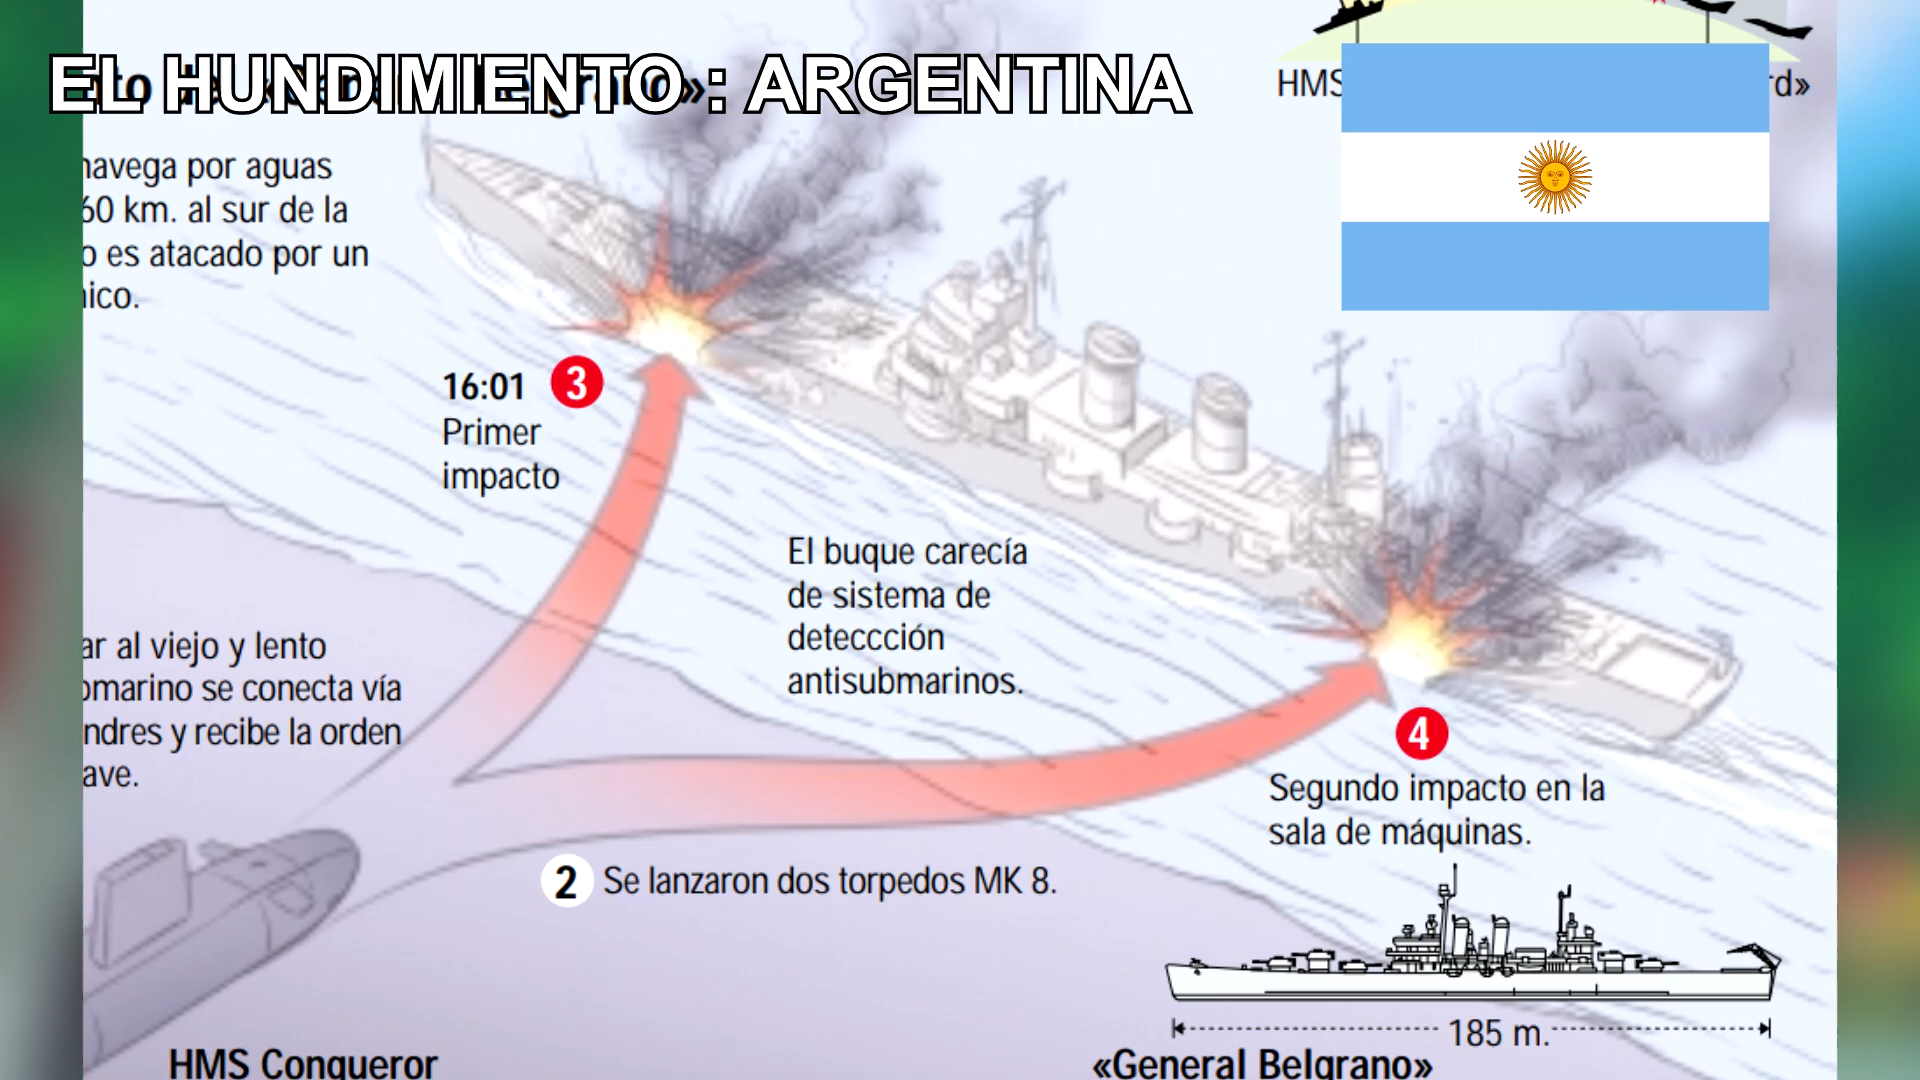 EL HUNDIMIENTO : ARGENTINA
HMS
rd»
navega por aguas
60 km. al sur de la
o es atacado por un
nico.
16:01 3
Primer
impacto
El buque carecía
de sistema de
deteccción
antisubmarinos.
ar al viejo y lento
omarino se conecta vía
ndres y recibe la orden
ave.
4
Segundo impacto en la
sala de máquinas.
2 Se lanzaron dos torpedos MK 8.
185 m.
HMS Conqueror
«General Belgrano»